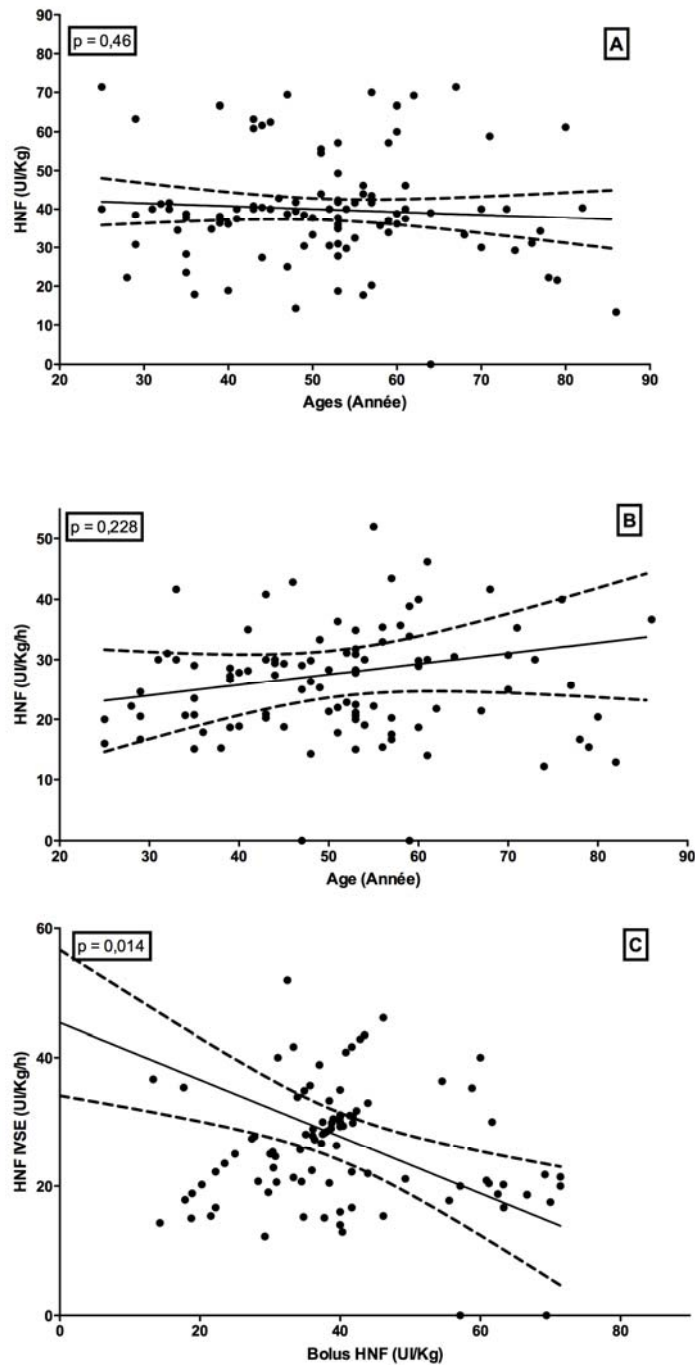 p = 0,46
A
90
80
70
60
50
40
30
20
10
0
HNF (UI/Kg)
20 30 40 50 60 70 80 90
Ages (Année)
p = 0,228
B
50
40
30
20
10
0
HNF (UI/Kg/h)
20 30 40 50 60 70 80 90
Age (Année)
p = 0,014
C
60
40
20
0
HNF IVSE (UI/Kg/h)
0 20 40 60 80
Bolus HNF (UI/Kg)